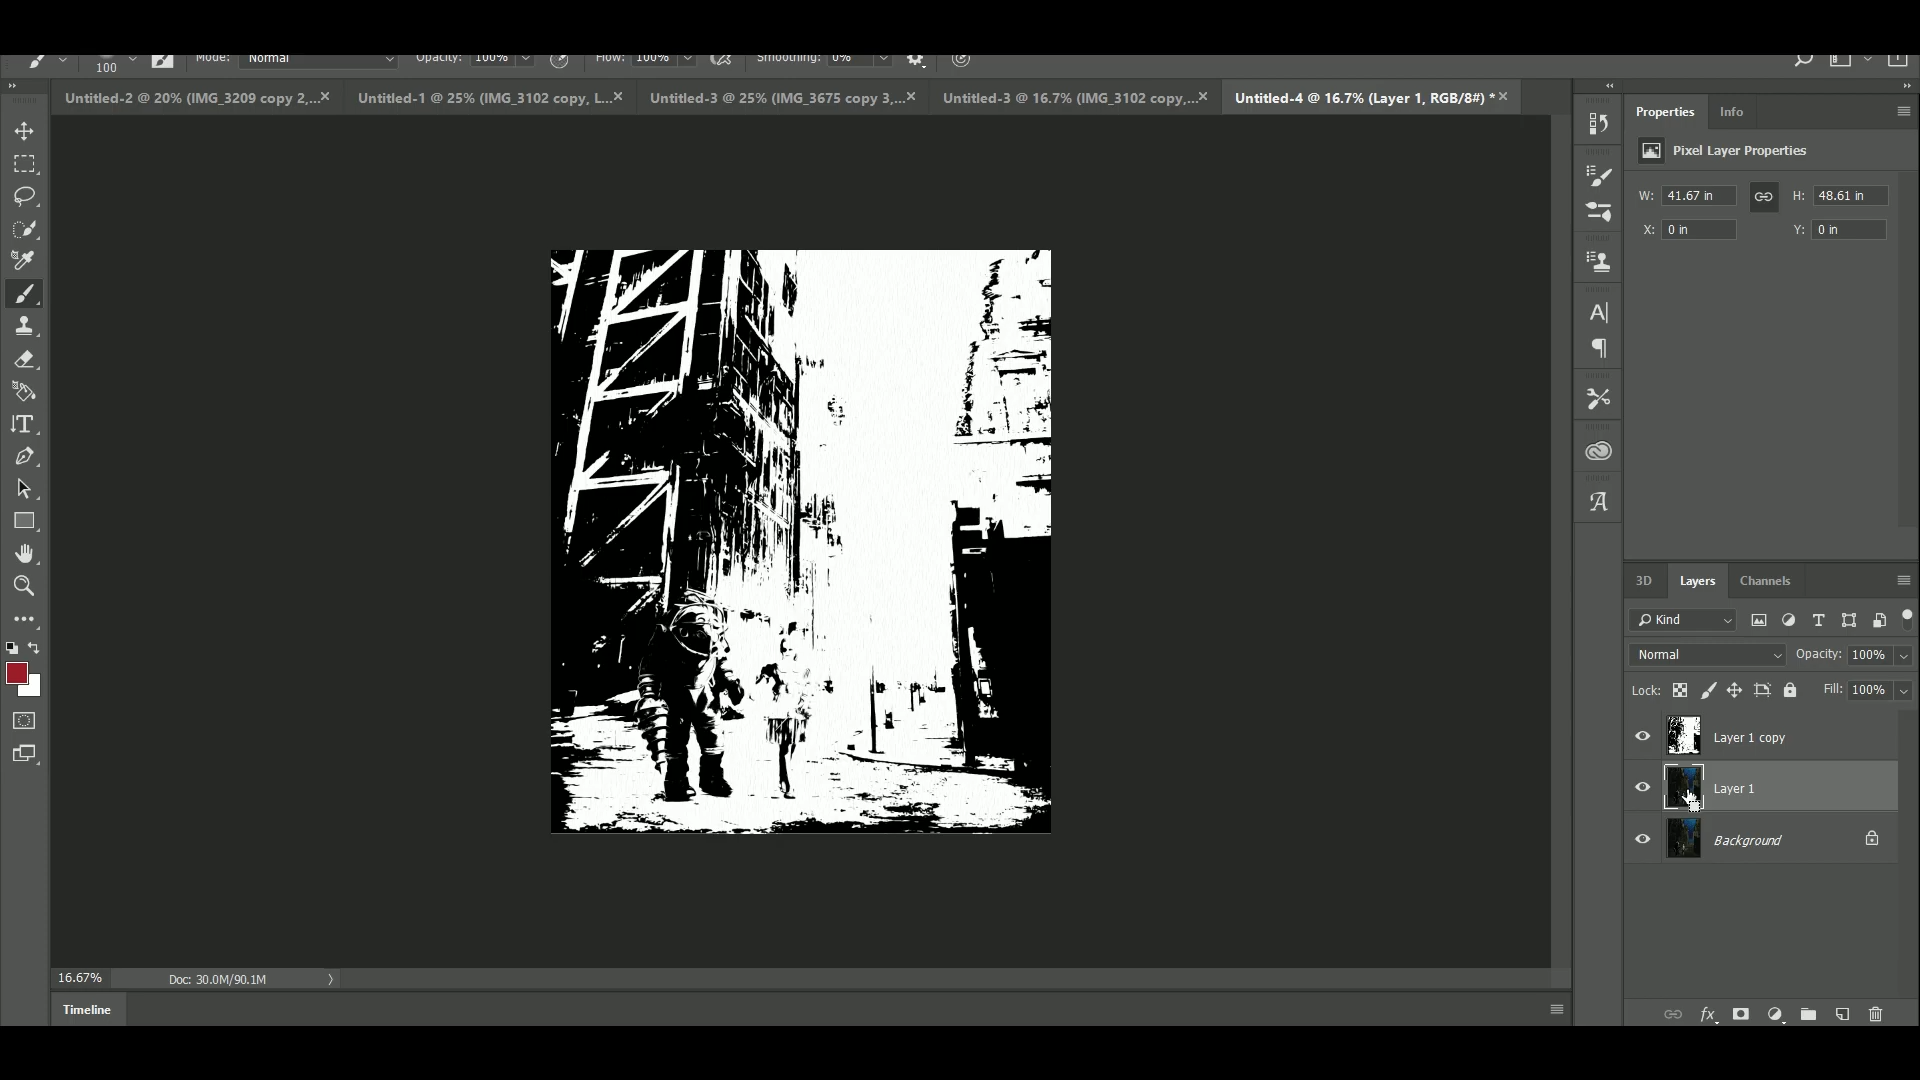 100
Mode: Normal
Opacity: 100%
Flow: 100%
Smoothing: 0%
Untitled-2 @ 20% (IMG_3209 copy 2,...
Untitled-1 @ 25% (IMG_3102 copy, L...
Untitled-3 @ 25% (IMG_3675 copy 3,...
Untitled-3 @ 16.7% (IMG_3102 copy,...
Untitled-4 @ 16.7% (Layer 1, RGB/8#) *
Properties
Info
Pixel Layer Properties
W: 41.67 in
H: 48.61 in
X: 0 in
Y: 0 in
3D
Layers
Channels
Kind
Normal
Opacity: 100%
Lock:
Fill: 100%
Layer 1 copy
Layer 1
Background
16.67%
Doc: 30.0M/90.1M
Timeline